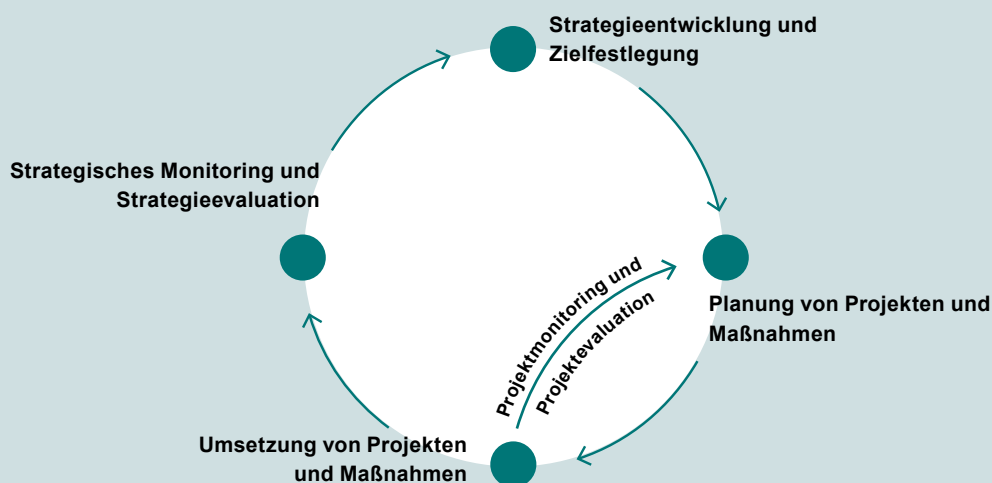 Strategieentwicklung und
Zielfestlegung
Strategisches Monitoring und
Strategieevaluation
Projektmonitoring und
Projektevaluation
Planung von Projekten und
Maßnahmen
Umsetzung von Projekten
und Maßnahmen